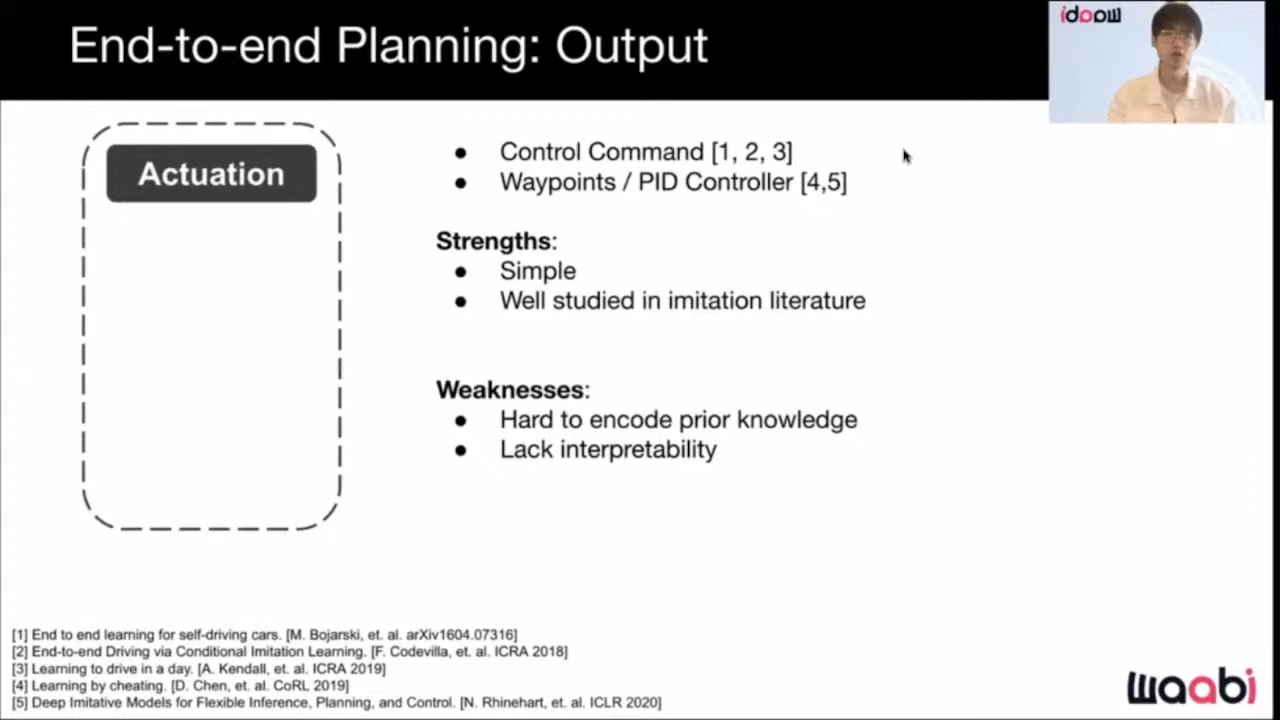 End-to-end Planning: Output
waabi
Actuation
● Control Command [1, 2, 3]
● Waypoints / PID Controller [4,5]
Strengths:
● Simple
● Well studied in imitation literature
Weaknesses:
● Hard to encode prior knowledge
● Lack interpretability
[1] End to end learning for self-driving cars. [M. Bojarski, et. al. arXiv1604.07316]
[2] End-to-end Driving via Conditional Imitation Learning. [F. Codevilla, et. al. ICRA 2018]
[3] Learning to drive in a day. [A. Kendall, et. al. ICRA 2019]
[4] Learning by cheating. [D. Chen, et. al. CoRL 2019]
[5] Deep Imitative Models for Flexible Inference, Planning, and Control. [N. Rhinehart, et. al. ICLR 2020]
waabi